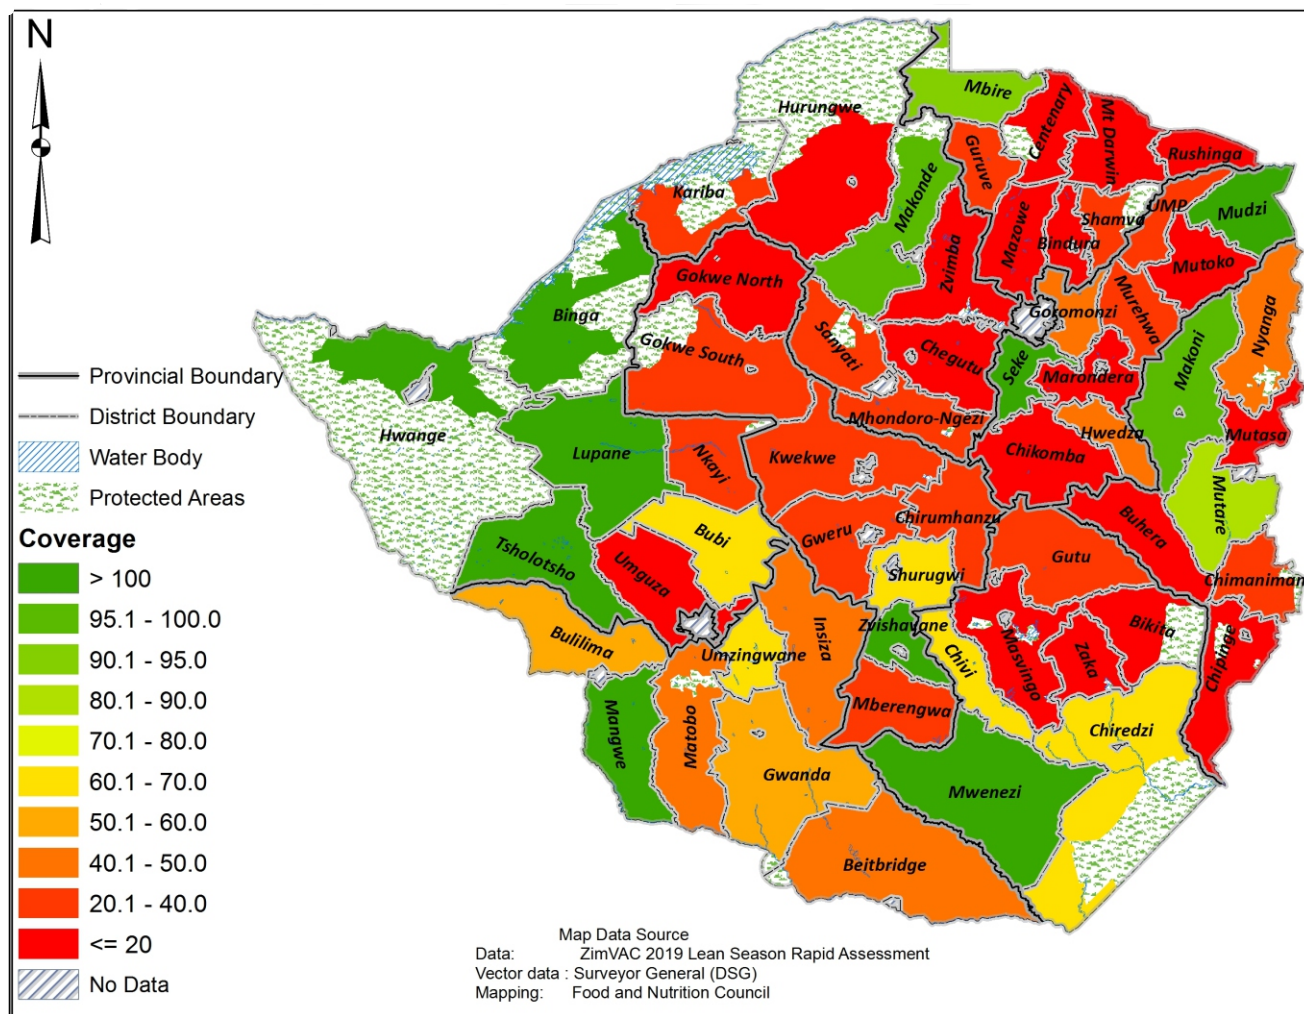 N
Mbire
Centenary
Mt Darwin
Hurungwe
Rushinga
Guruve
Makonde
Kariba
UMP
Mudzi
Shamva
Mazowe
Bindura
Zvimba
Mutoko
Gokwe North
Binga
Goromonzi
Murehwa
Nyanga
Sanyati
Makoni
Gokwe South
Chegutu
Seke
Marondera
Provincial Boundary
District Boundary
Mhondoro-Ngezi
Hwedza
Mutasa
Hwange
Water Body
Lupane
Nkayi
Kwekwe
Chikomba
Protected Areas
Mutare
Buhera
Coverage
Bubi
Gweru
Chirumhanzu
Gutu
Tsholotsho
Umguza
Shurugwi
Chimaniman
> 100
95.1 - 100.0
Zvishavane
Bikita
Bulilima
Insiza
Umzingwane
Chivi
Masvingo
Zaka
Chipinge
90.1 - 95.0
80.1 - 90.0
Mberengwa
Mangwe
Matobo
Chiredzi
70.1 - 80.0
60.1 - 70.0
Gwanda
Mwenezi
50.1 - 60.0
40.1 - 50.0
Beitbridge
20.1 - 40.0
<= 20
No Data
Map Data Source
Data: ZimVAC 2019 Lean Season Rapid Assessment
Vector data : Surveyor General (DSG)
Mapping: Food and Nutrition Council